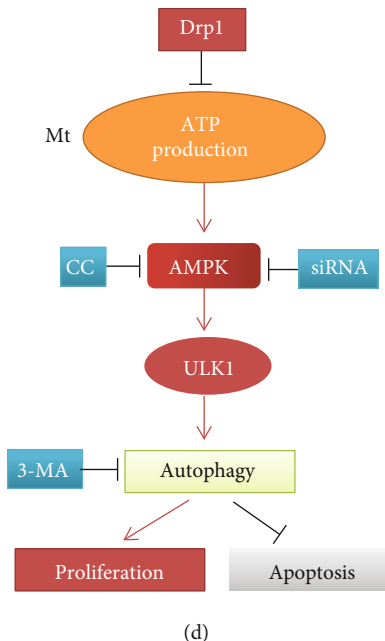 Drp1
Mt
ATP
production
CC
AMPK
siRNA
ULK1
3-MA
Autophagy
Proliferation
Apoptosis
(d)